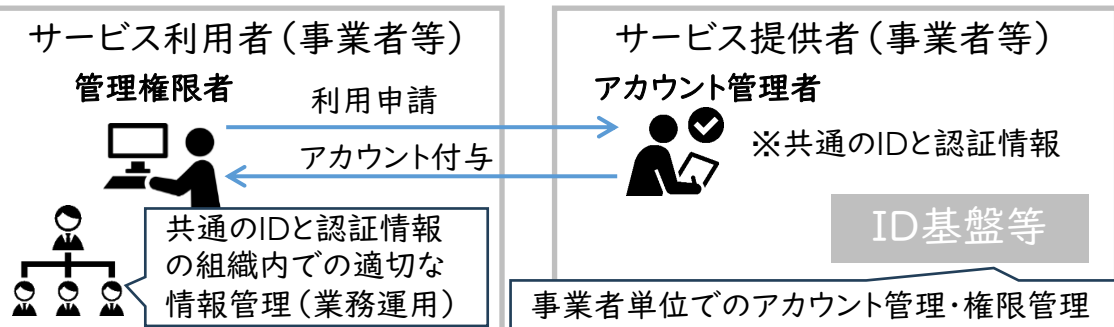 サービス利用者（事業者等）
管理権限者
利用申請
アカウント付与
共通のIDと認証情報
の組織内での適切な
情報管理（業務運用）
サービス提供者（事業者等）
アカウント管理者
※共通のIDと認証情報
ID基盤等
事業者単位でのアカウント管理・権限管理